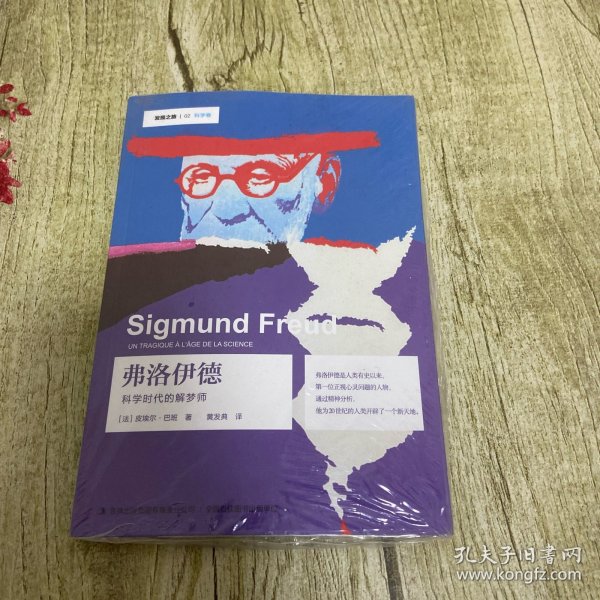 发现之旅 | 02 科学卷
Sigmund Freud
UN TRAGIQUE À L'ÂGE DE LA SCIENCE
弗洛伊德
科学时代的解梦师
[法] 皮埃尔·巴班 著 黄发典 译
弗洛伊德是人类有史以来,
第一位正视心灵问题的人物,
通过精神分析,
他为20世纪的人类开辟了一个新天地。
孔夫子旧书网
www.kongfz.com